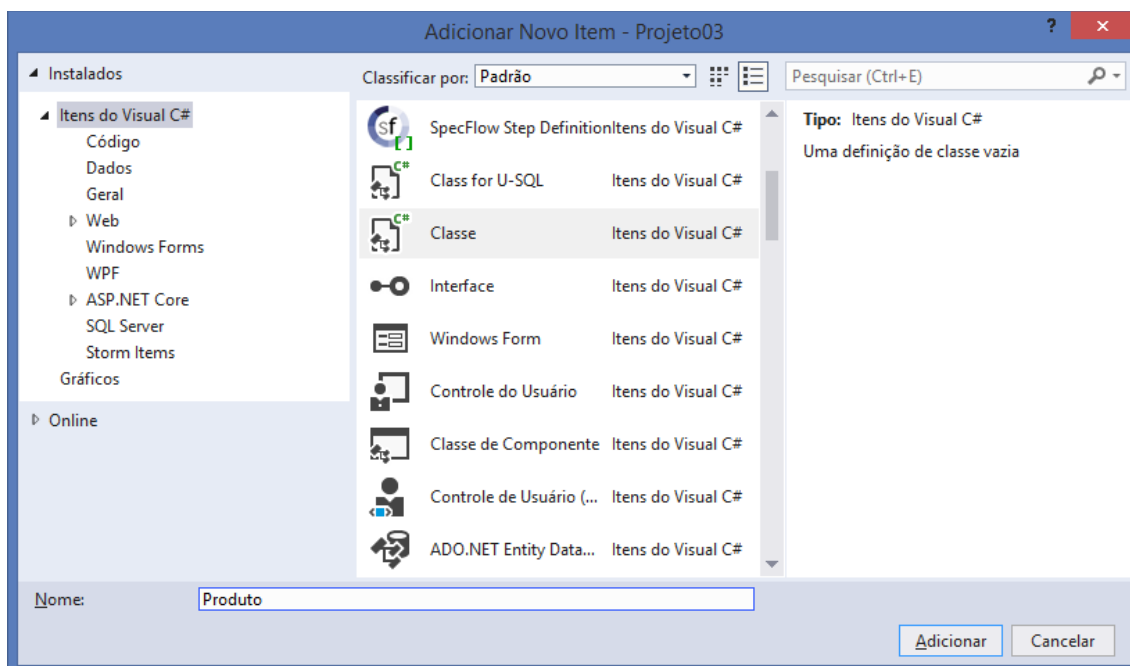 Adicionar Novo Item - Projeto03
? ×
Instalados
Classificar por: Padrão
Pesquisar (Ctrl+E)
Itens do Visual C#
Código
Dados
Geral
Web
Windows Forms
WPF
ASP.NET Core
SQL Server
Storm Items
Gráficos
Online
SpecFlow Step Definition Itens do Visual C#
Class for U-SQL Itens do Visual C#
Classe Itens do Visual C#
Interface Itens do Visual C#
Windows Form Itens do Visual C#
Controle do Usuário Itens do Visual C#
Classe de Componente Itens do Visual C#
Controle de Usuário (... Itens do Visual C#
ADO.NET Entity Data... Itens do Visual C#
Tipo: Itens do Visual C#
Uma definição de classe vazia
Nome: Produto
Adicionar Cancelar